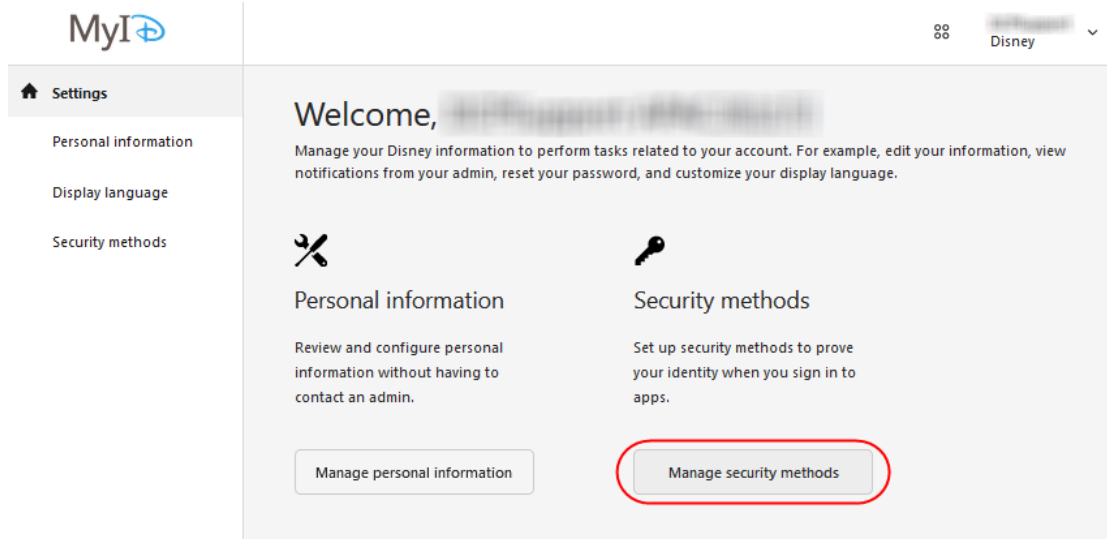 MyID
Disney
Settings
Personal information
Display language
Security methods
Welcome,
Manage your Disney information to perform tasks related to your account. For example, edit your information, view
notifications from your admin, reset your password, and customize your display language.
Personal information
Security methods
Review and configure personal
information without having to
contact an admin.
Set up security methods to prove
your identity when you sign in to
apps.
Manage personal information
Manage security methods